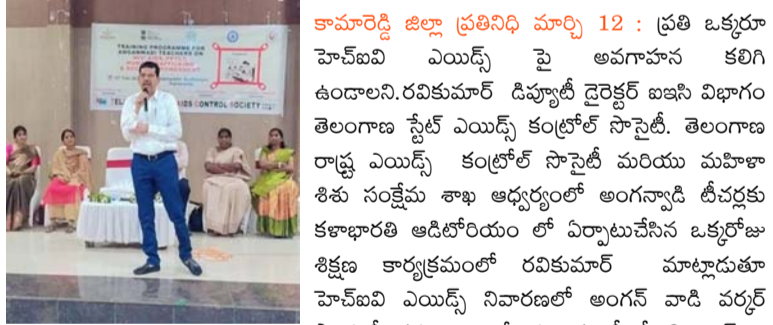 TRAINING PROGRAMME FOR
ANGANWADI TEACHERS ON
CONTROL SOCIETY
కామారెడ్డి జిల్లా ప్రతినిధి మార్చి 12 : ప్రతి ఒక్కరూ
హెచ్ఐవి ఎయిడ్స్ పై అవగాహన కలిగి
ఉండాలని.రవికుమార్ డిప్యూటీ డైరెక్టర్ ఐఇసి విభాగం
తెలంగాణ స్టేట్ ఎయిడ్స్ కంట్రోల్ సొసైటీ. తెలంగాణ
రాష్ట్ర ఎయిడ్స్ కంట్రోల్ సొసైటీ మరియు మహిళా
శిశు సంక్షేమ శాఖ ఆధ్వర్యంలో అంగన్వాడి టీచర్లకు
కళాభారతి ఆడిటోరియం లో ఏర్పాటుచేసిన ఒక్కరోజు
శిక్షణ కార్యక్రమంలో రవికుమార్ మాట్లాడుతూ
హెచ్ఐవి ఎయిడ్స్ నివారణలో అంగన్ వాడి వర్కర్